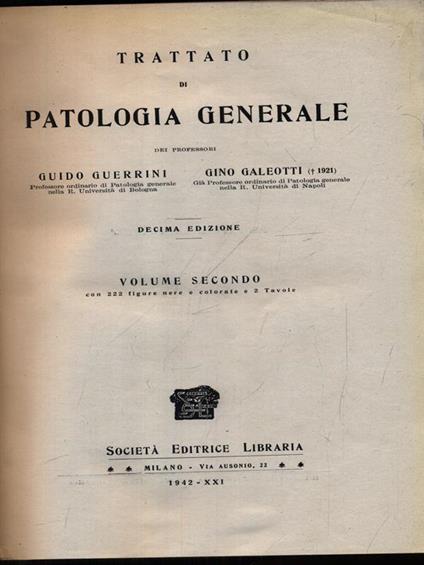 TRATTATO
DI
PATOLOGIA GENERALE
DEI PROFESSORI
GUIDO GUERRINI
Professore ordinario di Patologia generale
nella R. Università di Bologna
GINO GALEOTTI († 1921)
Già Professore ordinario di Patologia generale
nella R. Università di Napoli
DECIMA EDIZIONE
VOLUME SECONDO
con 222 figure nere e colorate e 2 Tavole
SOCIETÀ EDITRICE LIBRARIA
MILANO - VIA AUSONIO, 22
1942 - XXI